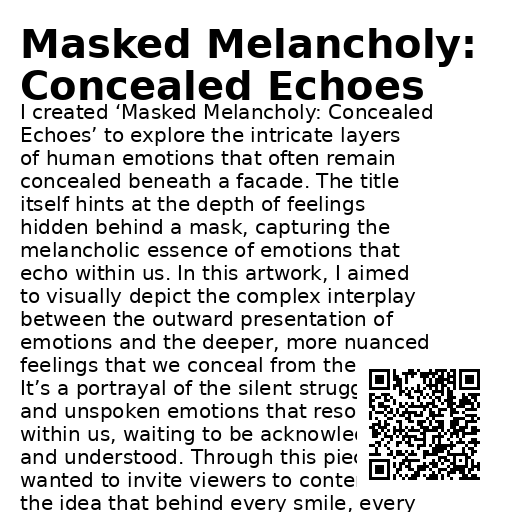 Masked Melancholy:
Concealed Echoes
I created ‘Masked Melancholy: Concealed
Echoes’ to explore the intricate layers
of human emotions that often remain
concealed beneath a facade. The title
itself hints at the depth of feelings
hidden behind a mask, capturing the
melancholic essence of emotions that
echo within us. In this artwork, I aimed
to visually depict the complex interplay
between the outward presentation of
emotions and the deeper, more nuanced
feelings that we conceal from the
It’s a portrayal of the silent
and unspoken emotions that
within us, waiting to be
and understood. Through this
wanted to invite viewers to
the idea that behind every smile, every